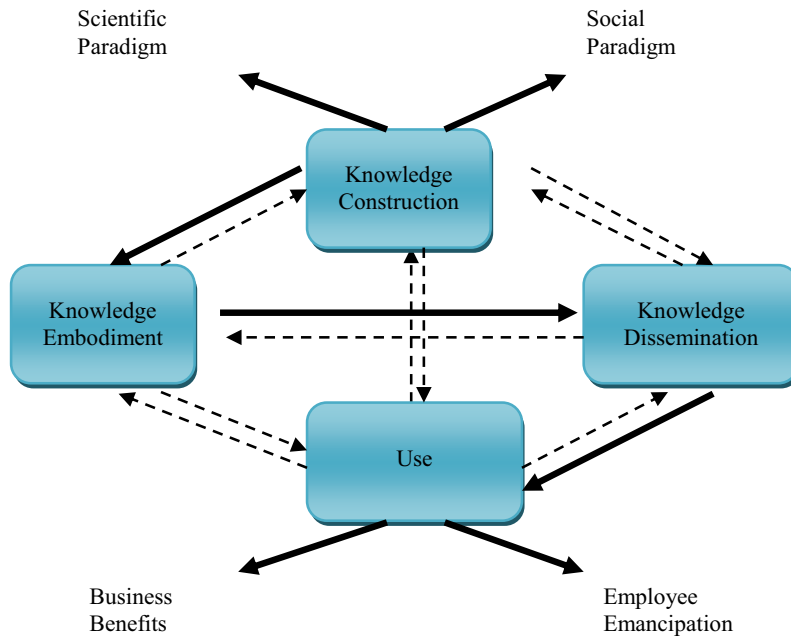 Scientific
Paradigm
Social
Paradigm
Knowledge
Construction
Knowledge
Embodiment
Knowledge
Dissemination
Use
Business
Benefits
Employee
Emancipation